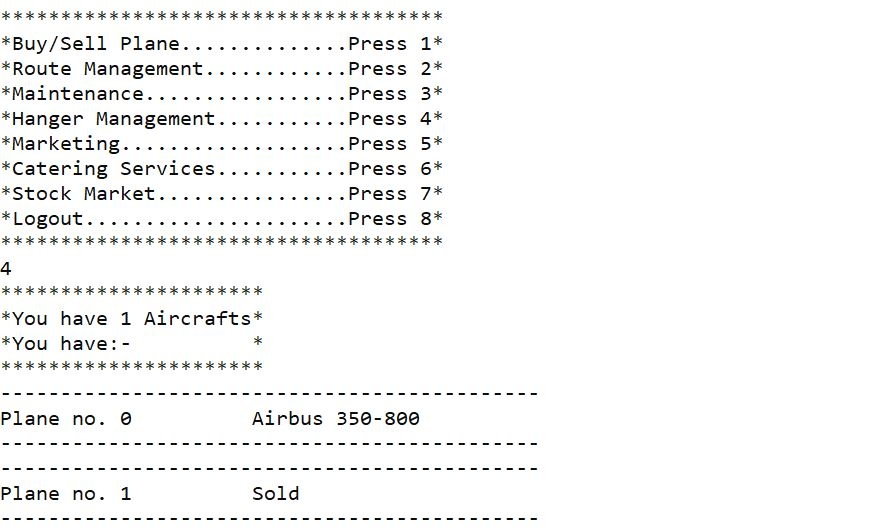 *************************************
*Buy/Sell Plane..............Press 1*
*Route Management............Press 2*
*Maintenance.................Press 3*
*Hanger Management...........Press 4*
*Marketing...................Press 5*
*Catering Services...........Press 6*
*Stock Market................Press 7*
*Logout......................Press 8*
*************************************
4
**********************
*You have 1 Aircrafts*
*You have:-          *
**********************
---------------------------------------------
Plane no. 0          Airbus 350-800
---------------------------------------------
---------------------------------------------
Plane no. 1          Sold
---------------------------------------------